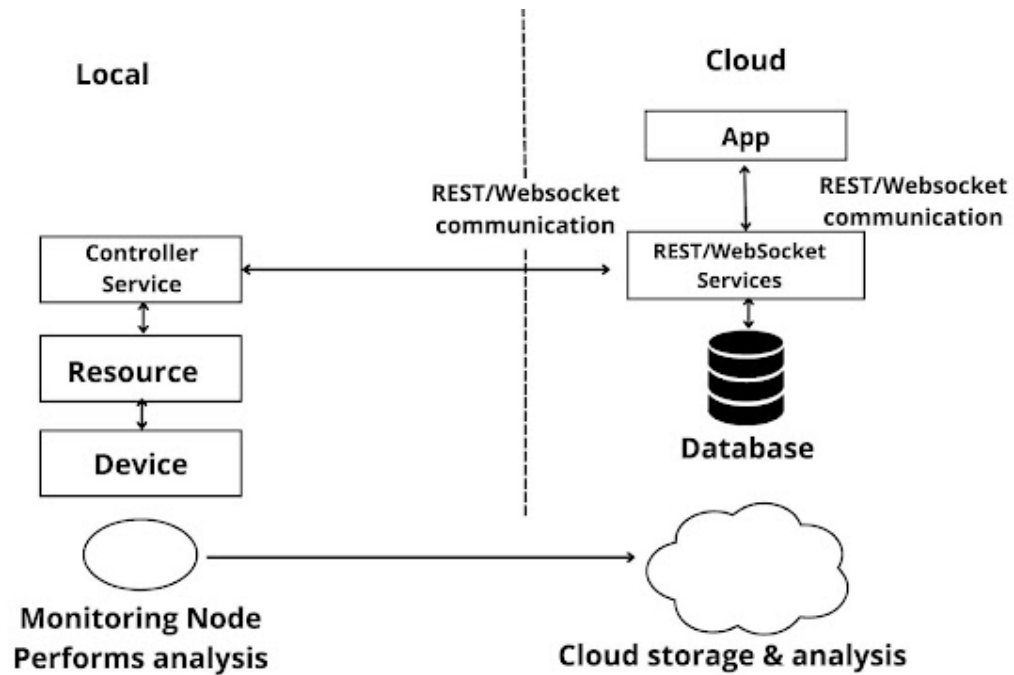 Local
Cloud
App
REST/Websocket
communication
REST/Websocket
communication
Controller
Service
REST/WebSocket
Services
Resource
Device
Database
Monitoring Node
Performs analysis
Cloud storage & analysis